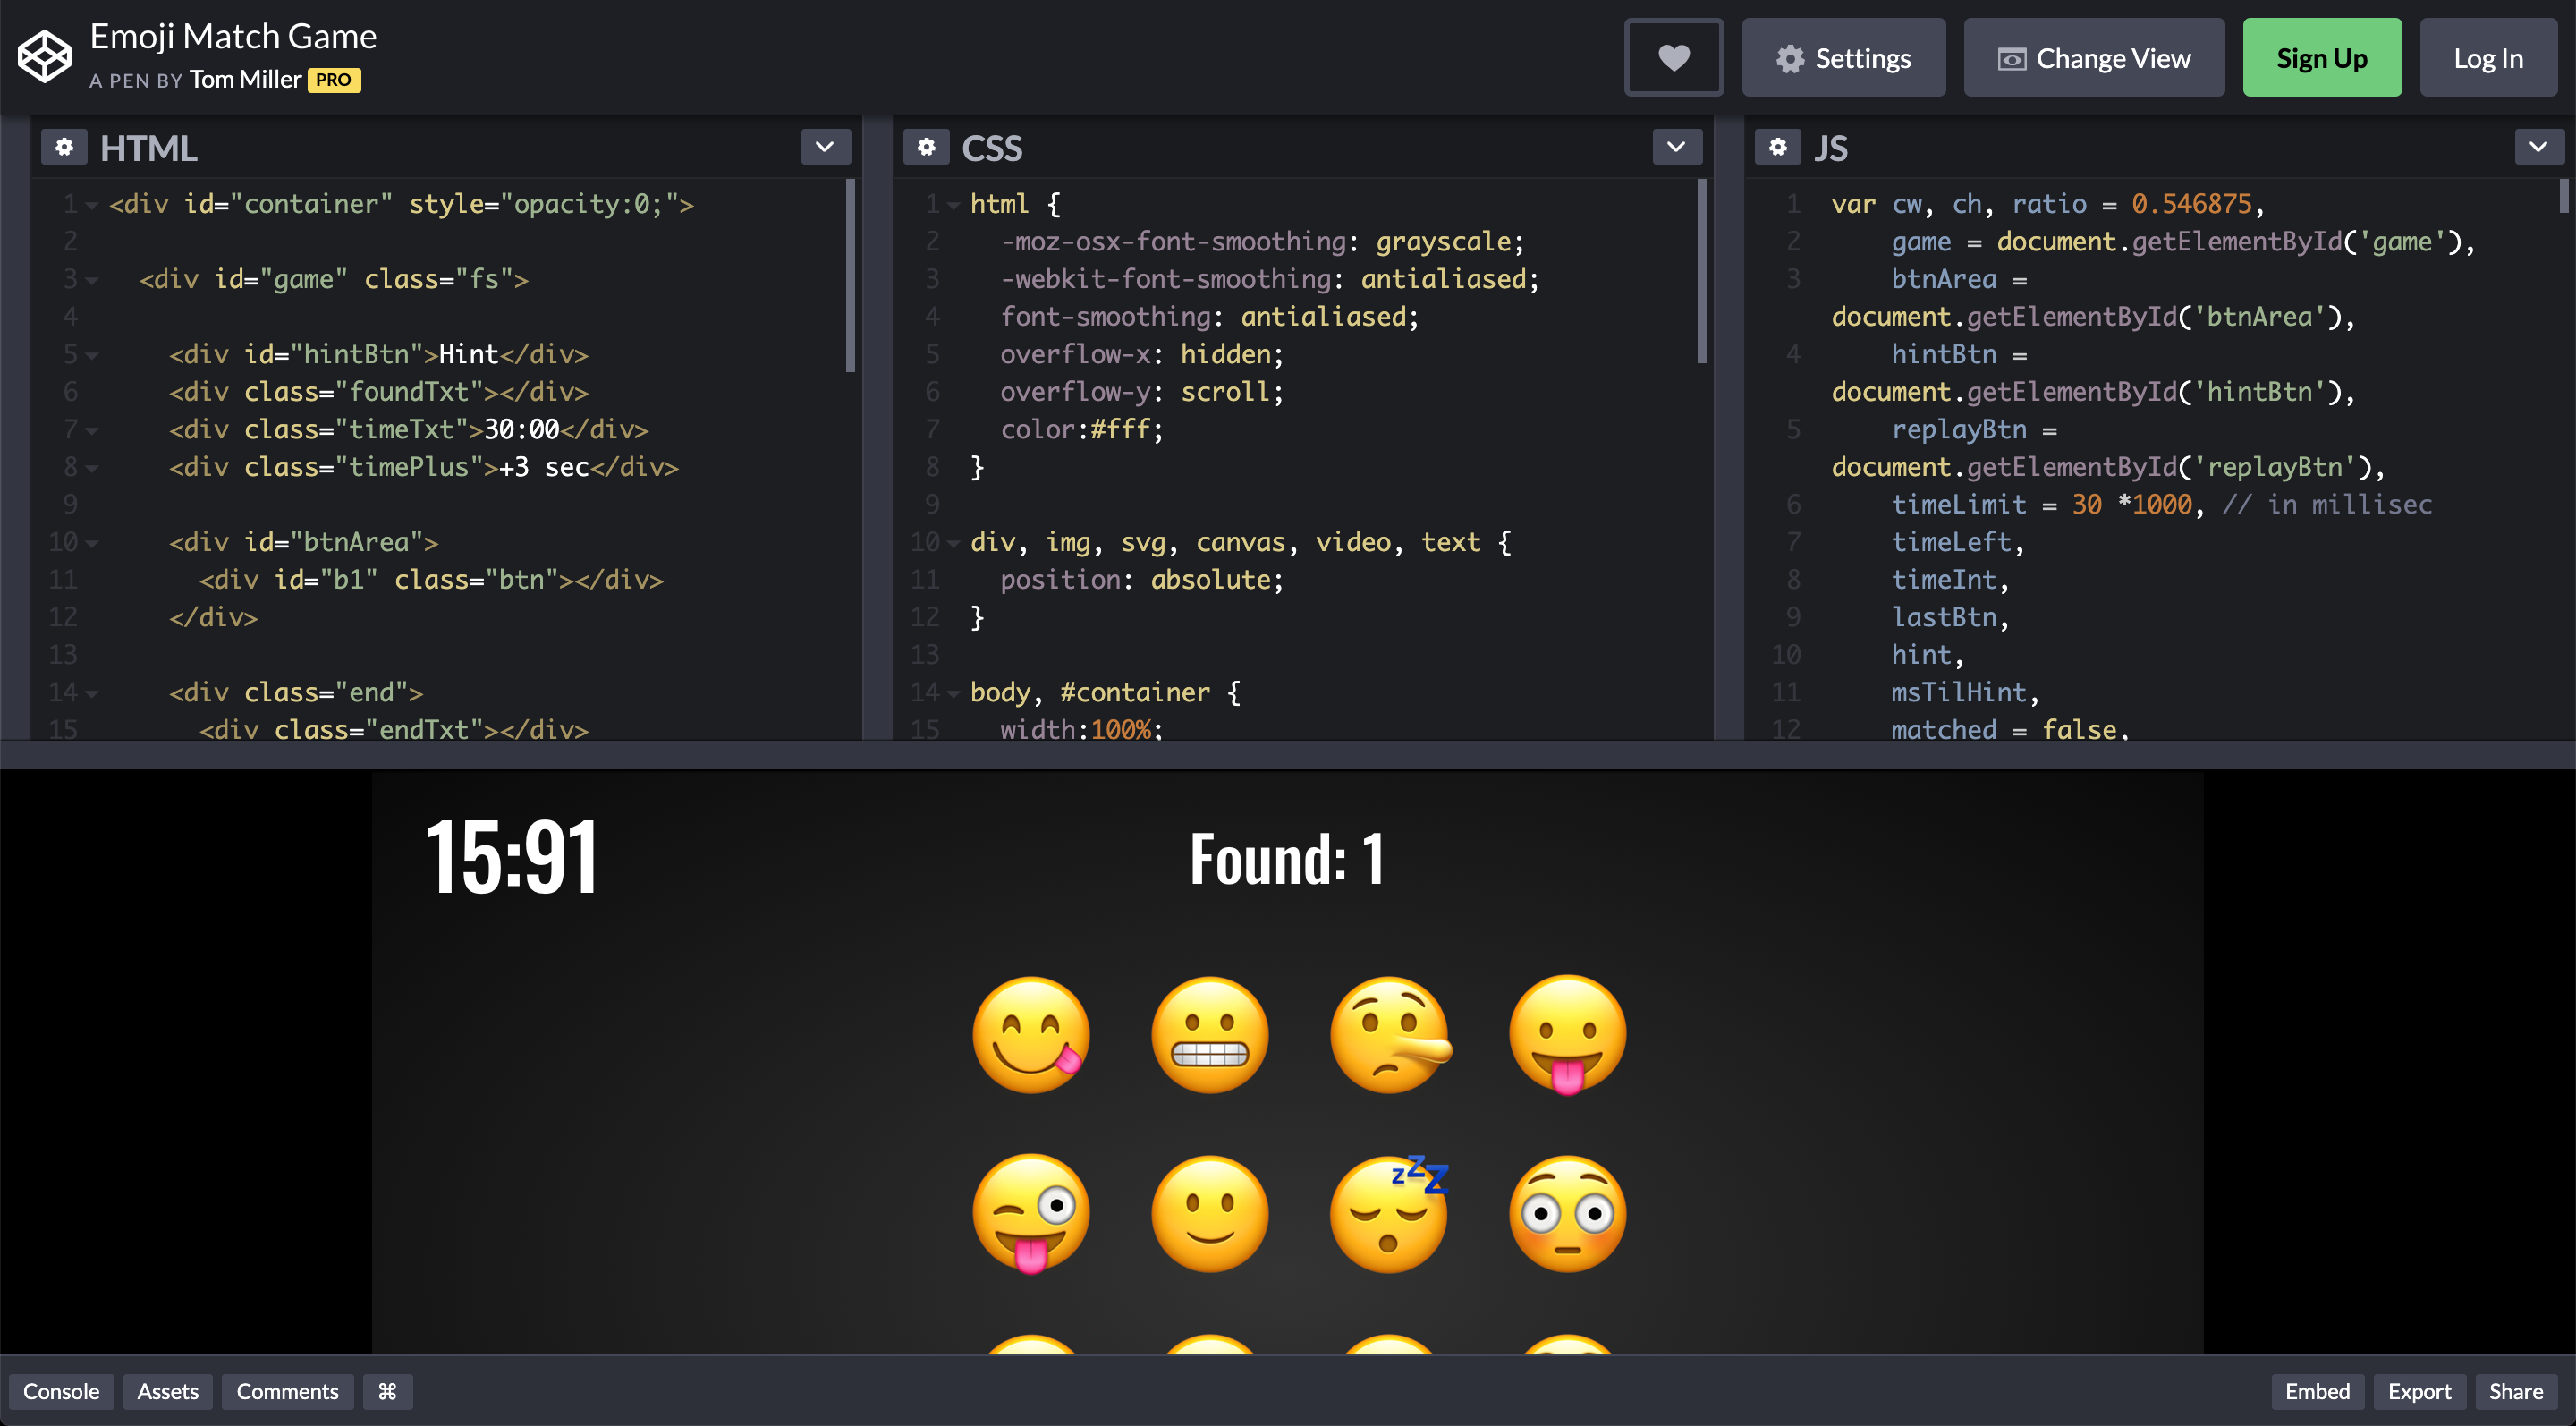 Emoji Match Game
A PEN BY Tom Miller PRO
Settings
Change View
Sign Up
Log In
HTML
1 <div id="container" style="opacity:0;">
2
3 <div id="game" class="fs">
4
5 <div id="hintBtn">Hint</div>
6 <div class="foundTxt"></div>
7 <div class="timeTxt">30:00</div>
8 <div class="timePlus">+3 sec</div>
9
10 <div id="btnArea">
11 <div id="b1" class="btn"></div>
12 </div>
13
14 <div class="end">
15 <div class="endTxt"></div>
CSS
1 html {
2 -moz-osx-font-smoothing: grayscale;
3 -webkit-font-smoothing: antialiased;
4 font-smoothing: antialiased;
5 overflow-x: hidden;
6 overflow-y: scroll;
7 color:#fff;
8 }
9
10 div, img, svg, canvas, video, text {
11 position: absolute;
12 }
13
14 body, #container {
15 width:100%;
JS
1 var cw, ch, ratio = 0.546875,
2 game = document.getElementById('game'),
3 btnArea =
document.getElementById('btnArea'),
4 hintBtn =
document.getElementById('hintBtn'),
5 replayBtn =
document.getElementById('replayBtn'),
6 timeLimit = 30 *1000, // in millisec
7 timeLeft,
8 timeInt,
9 lastBtn,
10 hint,
11 msTilHint,
12 matched = false,
15:91
Found: 1
zzZ
Console
Assets
Comments
⌘
Embed
Export
Share